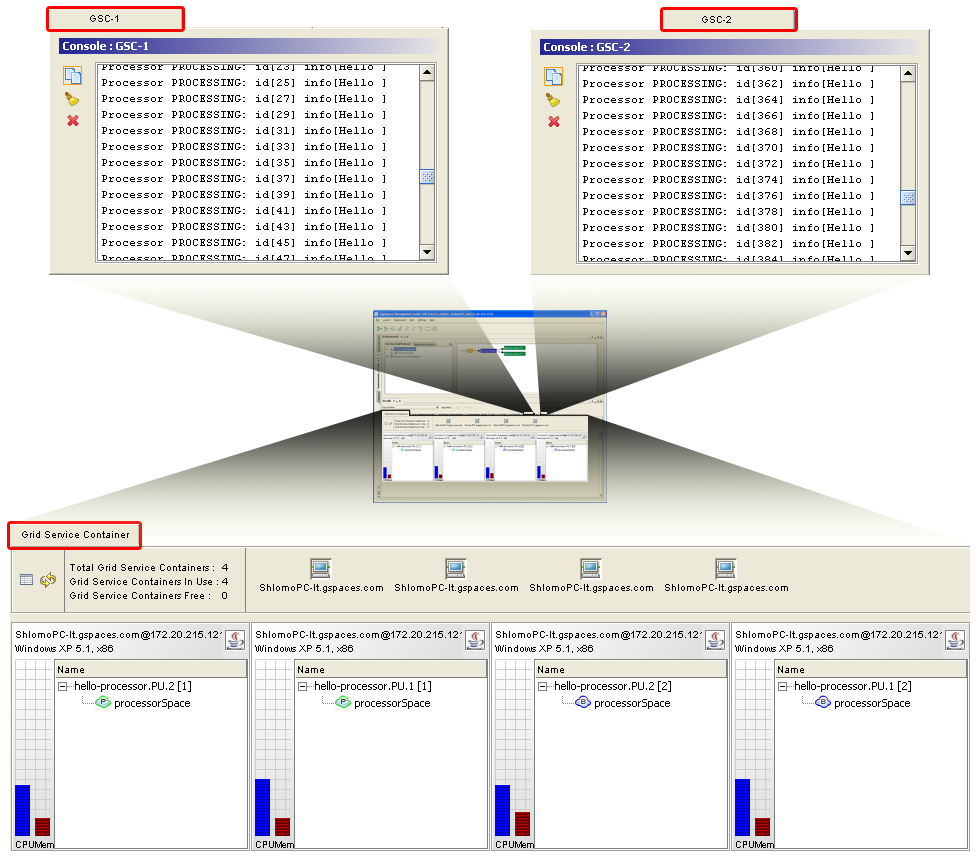 GSC-1
GSC-2
Console : GSC-1
Processor PROCESSING: id[23] info[Hello ]
Processor PROCESSING: id[25] info[Hello ]
Processor PROCESSING: id[27] info[Hello ]
Processor PROCESSING: id[29] info[Hello ]
Processor PROCESSING: id[31] info[Hello ]
Processor PROCESSING: id[33] info[Hello ]
Processor PROCESSING: id[35] info[Hello ]
Processor PROCESSING: id[37] info[Hello ]
Processor PROCESSING: id[39] info[Hello ]
Processor PROCESSING: id[41] info[Hello ]
Processor PROCESSING: id[43] info[Hello ]
Processor PROCESSING: id[45] info[Hello ]
Processor PROCESSING: id[47] info[Hello ]
Console : GSC-2
Processor PROCESSING: id[360] info[Hello ]
Processor PROCESSING: id[362] info[Hello ]
Processor PROCESSING: id[364] info[Hello ]
Processor PROCESSING: id[366] info[Hello ]
Processor PROCESSING: id[368] info[Hello ]
Processor PROCESSING: id[370] info[Hello ]
Processor PROCESSING: id[372] info[Hello ]
Processor PROCESSING: id[374] info[Hello ]
Processor PROCESSING: id[376] info[Hello ]
Processor PROCESSING: id[378] info[Hello ]
Processor PROCESSING: id[380] info[Hello ]
Processor PROCESSING: id[382] info[Hello ]
Processor PROCESSING: id[384] info[Hello ]
Grid Service Container
Total Grid Service Containers : 4
Grid Service Containers In Use : 4
Grid Service Containers Free : 0
ShlomoPC-lt.gspaces.com
ShlomoPC-lt.gspaces.com
ShlomoPC-lt.gspaces.com
ShlomoPC-lt.gspaces.com
ShlomoPC-lt.gspaces.com@172.20.215.12
Windows XP 5.1, x86
Name
hello-processor.PU.2 [1]
P processorSpace
CPU Mem
ShlomoPC-lt.gspaces.com@172.20.215.12
Windows XP 5.1, x86
Name
hello-processor.PU.1 [1]
P processorSpace
CPU Mem
ShlomoPC-lt.gspaces.com@172.20.215.12
Windows XP 5.1, x86
Name
hello-processor.PU.2 [2]
B processorSpace
CPU Mem
ShlomoPC-lt.gspaces.com@172.20.215.12
Windows XP 5.1, x86
Name
hello-processor.PU.1 [2]
B processorSpace
CPU Mem